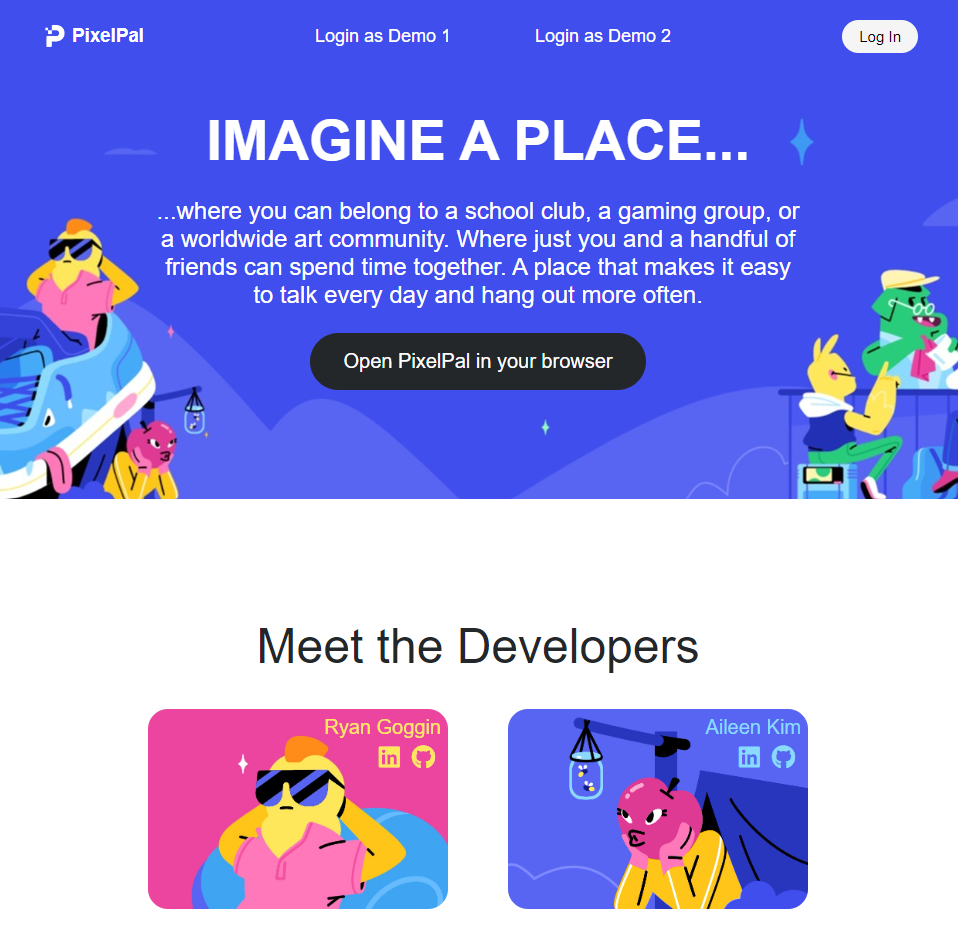 PixelPal
Login as Demo 1
Login as Demo 2
Log In
IMAGINE A PLACE...
...where you can belong to a school club, a gaming group, or
a worldwide art community. Where just you and a handful of
friends can spend time together. A place that makes it easy
to talk every day and hang out more often.
Open PixelPal in your browser
Meet the Developers
Ryan Goggin
in
Aileen Kim
in